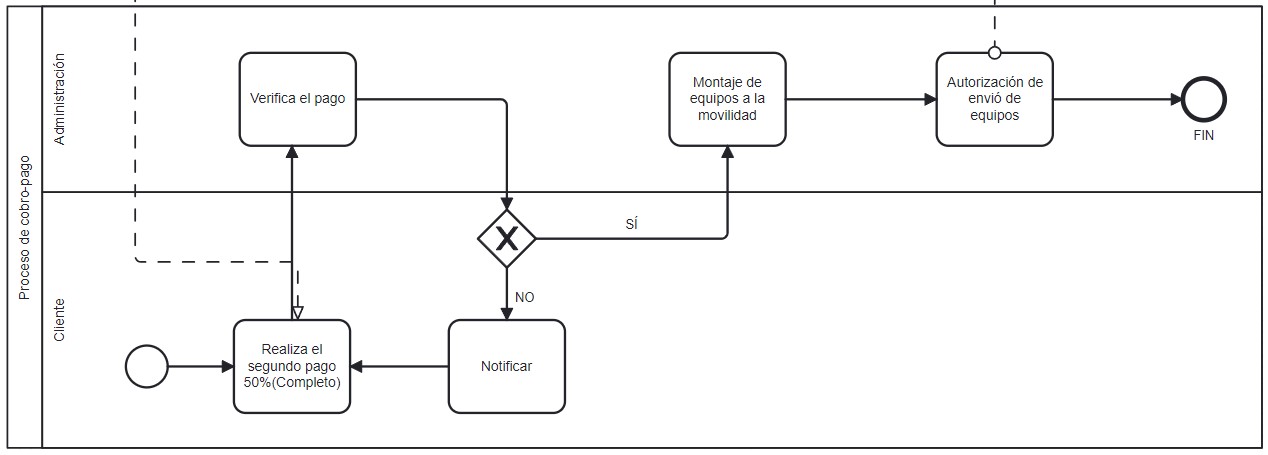 Proceso de cobro-pago
Administración
Verifica el pago
Montaje de
equipos a la
movilidad
Autorización de
envió de
equipos
FIN
Cliente
X
SÍ
NO
Realiza el
segundo pago
50%(Completo)
Notificar